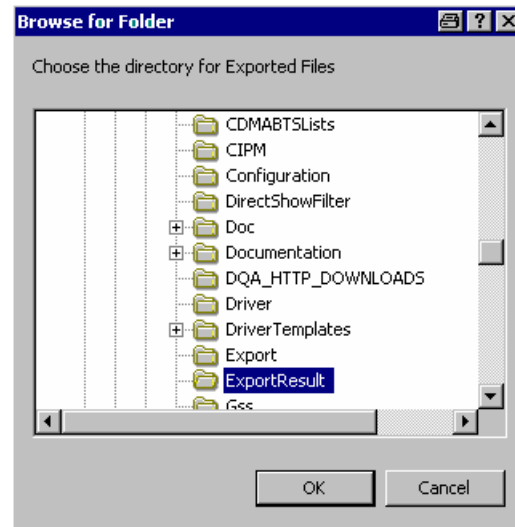 Browse for Folder
Choose the directory for Exported Files
CDMABTSLists
CIPM
Configuration
DirectShowFilter
Doc
Documentation
DQA_HTTP_DOWNLOADS
Driver
DriverTemplates
Export
ExportResult
Gss
OK
Cancel